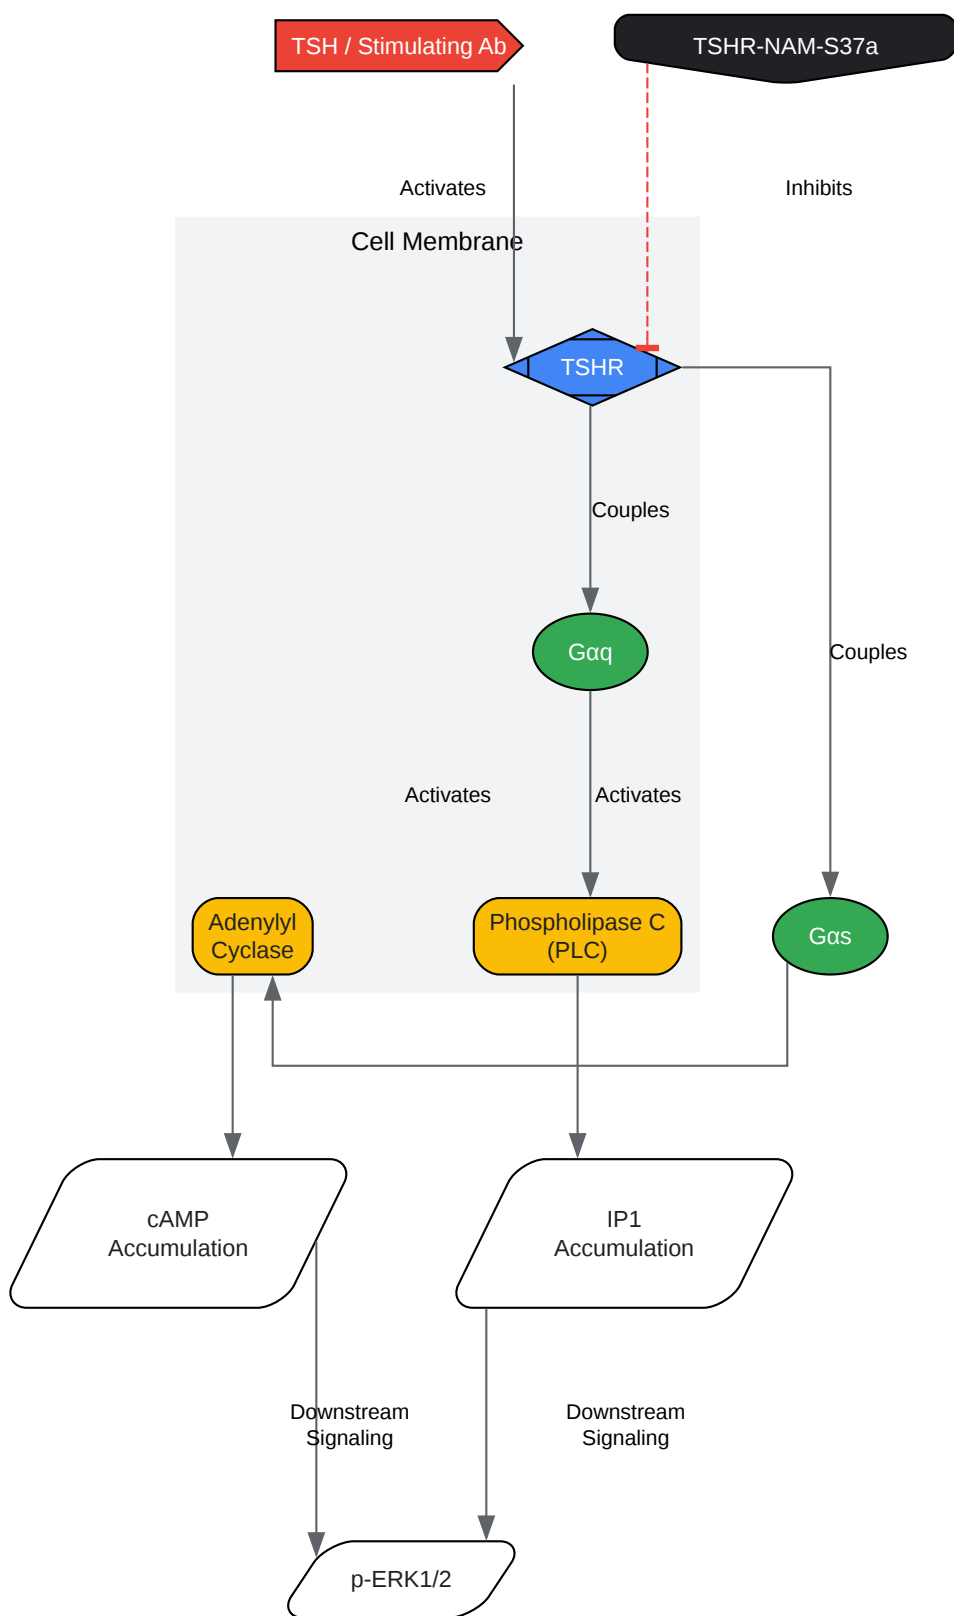 TSH / Stimulating Ab
TSHR-NAM-S37a
Activates
Inhibits
Cell Membrane
TSHR
Couples
Gαq
Couples
Activates
Activates
Adenylyl
Cyclase
Phospholipase C
(PLC)
Gαs
cAMP
Accumulation
IP1
Accumulation
Downstream
Signaling
Downstream
Signaling
p-ERK1/2